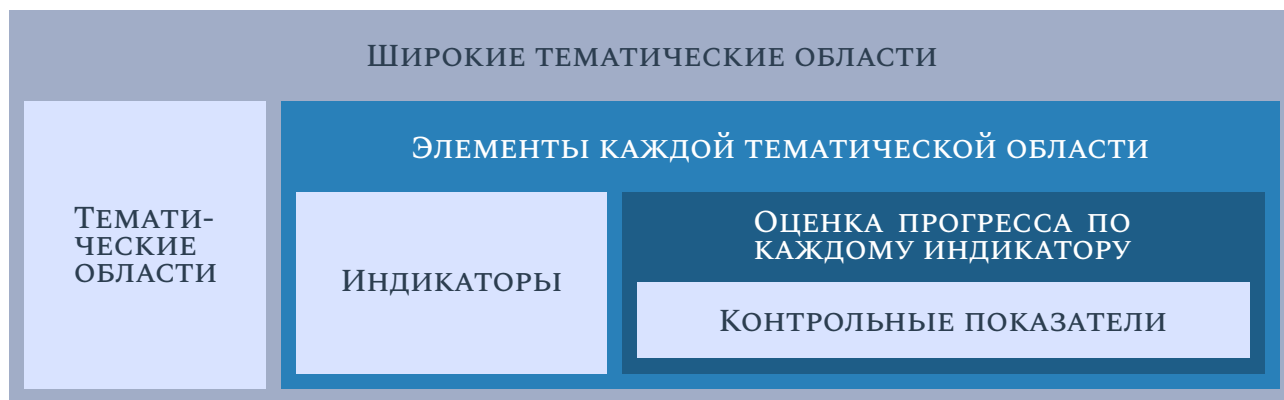 Широкие тематические области
Элементы каждой тематической области
Темати-
ческие
области
Индикаторы
Оценка прогресса по
каждому индикатору
Контрольные показатели